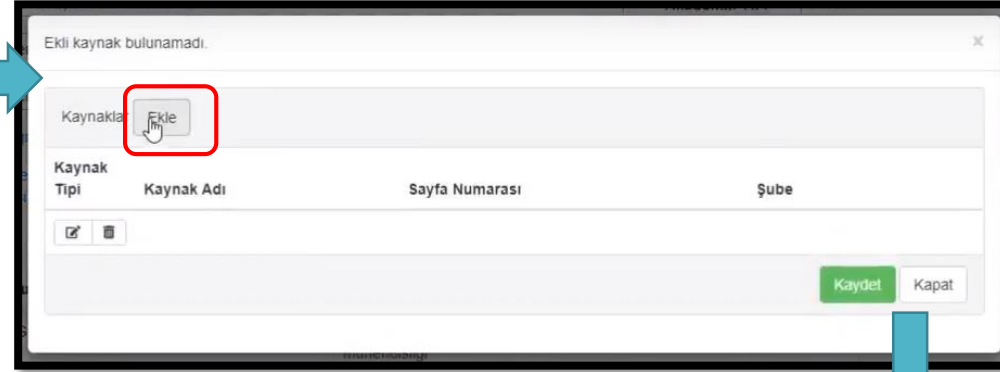 Ekli kaynak bulunamadı.
x
Kaynaklar Ekle
Kaynak
Tipi Kaynak Adı Sayfa Numarası Şube
Kaydet Kapat